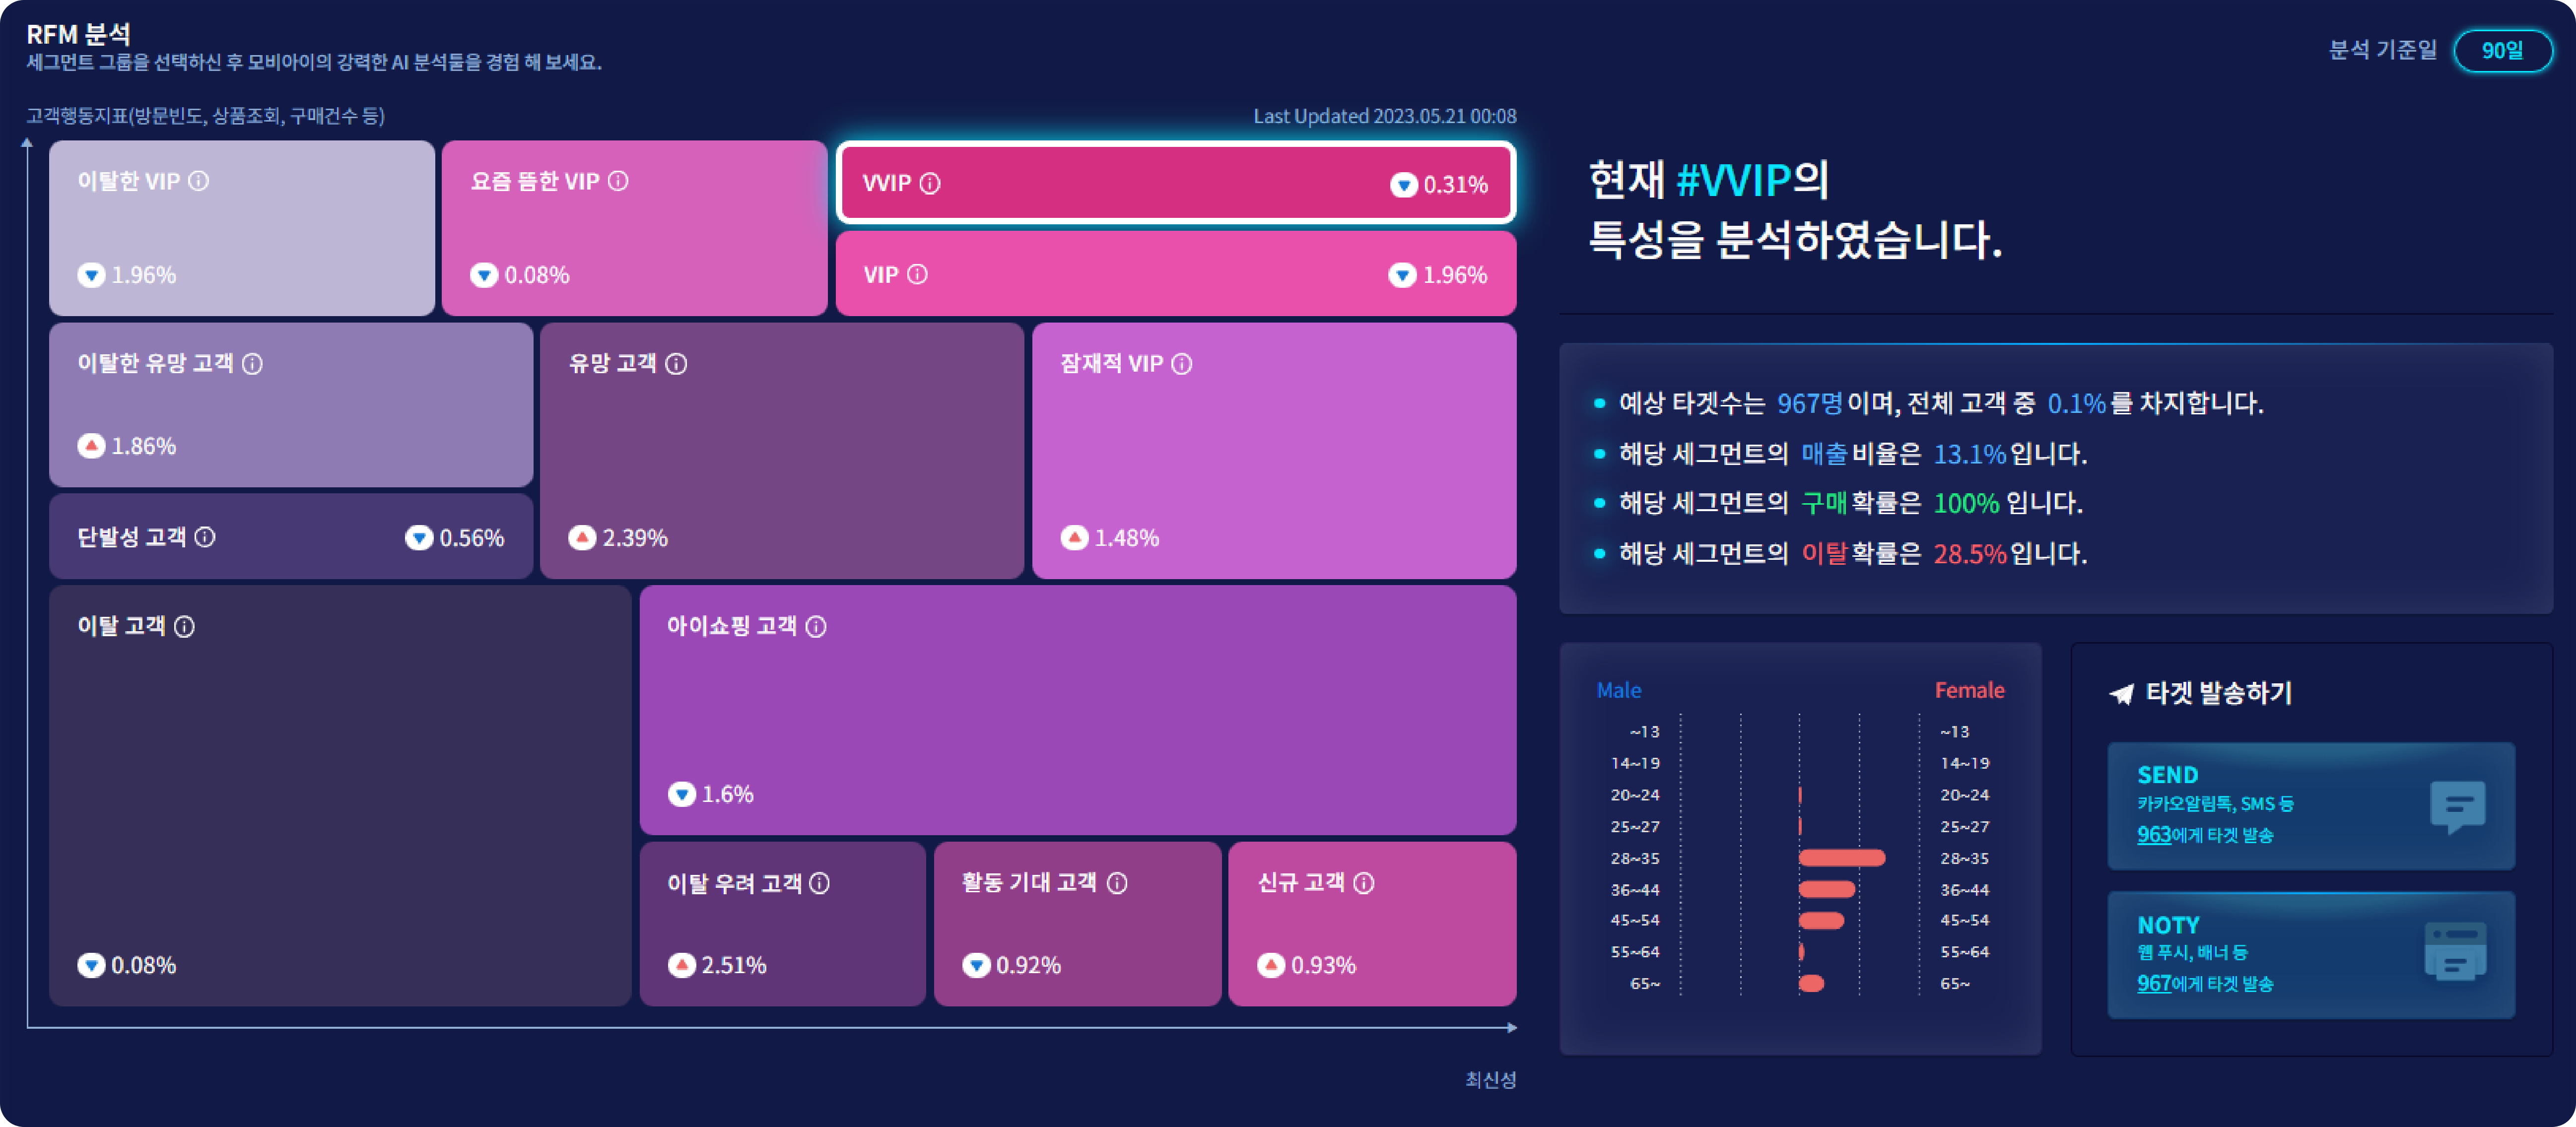 RFM 분석
세그먼트 그룹을 선택하신 후 모비아이의 강력한 AI 분석툴을 경험 해 보세요.
분석 기준일 90일
고객행동지표(방문빈도, 상품조회, 구매건수 등)
Last Updated 2023.05.21 00:08
이탈한 VIP
1.96%
요즘 뜸한 VIP
0.08%
VVIP 0.31%
VIP 1.96%
이탈한 유망 고객
1.86%
단발성 고객 0.56%
유망 고객
2.39%
잠재적 VIP
1.48%
이탈 고객
0.08%
아이쇼핑 고객
1.6%
이탈 우려 고객
2.51%
활동 기대 고객
0.92%
신규 고객
0.93%
최신성
현재 #VVIP의
특성을 분석하였습니다.
예상 타겟수는 967명이며, 전체 고객 중 0.1%를 차지합니다.
해당 세그먼트의 매출비율은 13.1%입니다.
해당 세그먼트의 구매확률은 100% 입니다.
해당 세그먼트의 이탈확률은 28.5%입니다.
Male Female
~13 ~13
14~19 14~19
20~24 20~24
25~27 25~27
28~35 28~35
36~44 36~44
45~54 45~54
55~64 55~64
65~ 65~
타겟 발송하기
SEND
카카오알림톡, SMS 등
963에게 타겟 발송
NOTY
웹 푸시, 배너 등
967에게 타겟 발송